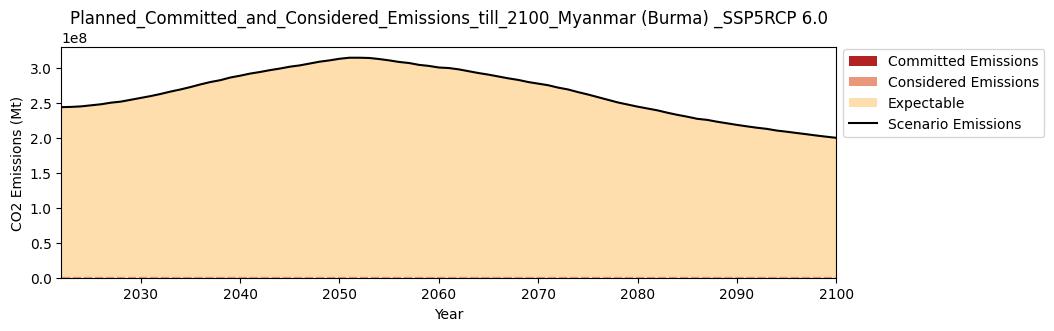 Planned_Committed_and_Considered_Emissions_till_2100_Myanmar (Burma) _SSP5RCP 6.0
1e8
3.0
2.5
2.0
1.5
1.0
0.5
0.0
CO2 Emissions (Mt)
2030 2040 2050 2060 2070 2080 2090 2100
Year
Committed Emissions
Considered Emissions
Expectable
Scenario Emissions